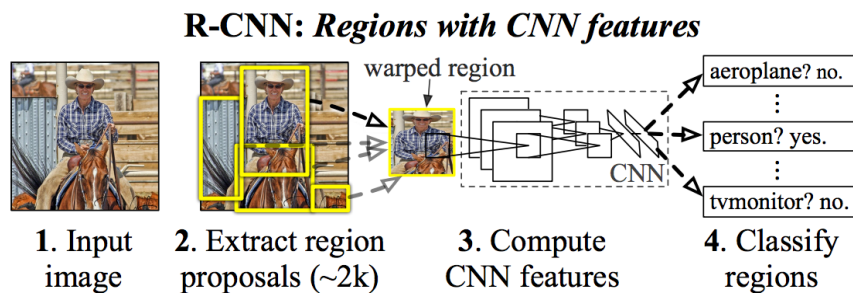 R-CNN: Regions with CNN features
warped region
aeroplane? no.
person? yes.
tvmonitor? no.
CNN
1. Input
image
2. Extract region
proposals (~2k)
3. Compute
CNN features
4. Classify
regions